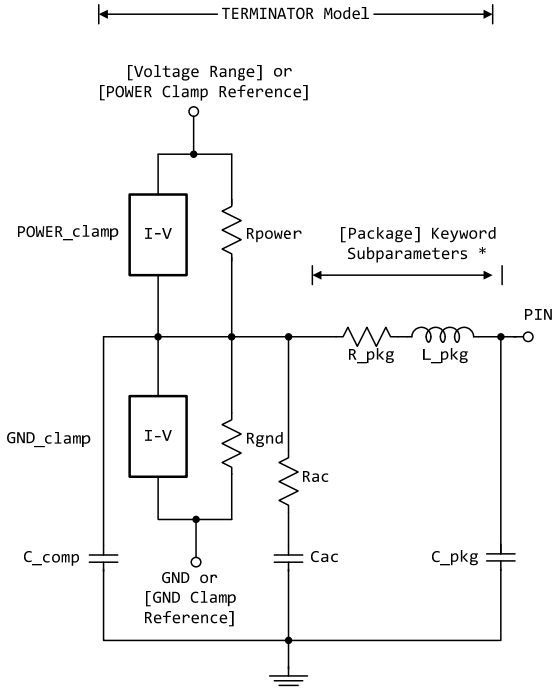 TERMINATOR Model
[Voltage Range] or
[POWER Clamp Reference]
POWER_clamp
I-V
Rpower
[Package] Keyword
Subparameters *
PIN
R_pkg
L_pkg
GND_clamp
I-V
Rgnd
Rac
C_comp
Cac
C_pkg
GND or
[GND Clamp
Reference]